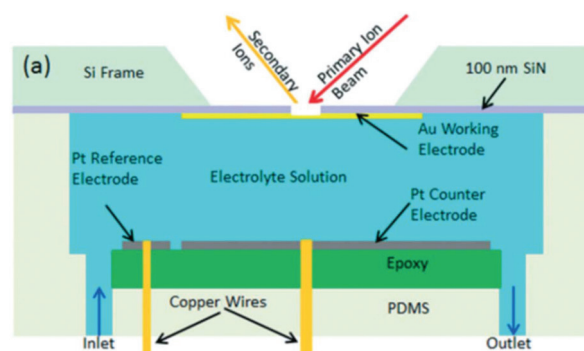 (a)
Si Frame
Secondary
Ions
Primary Ion
Beam
100 nm SiN
Au Working
Electrode
Pt Reference
Electrode
Electrolyte Solution
Pt Counter
Electrode
Epoxy
Copper Wires
PDMS
Inlet
Outlet